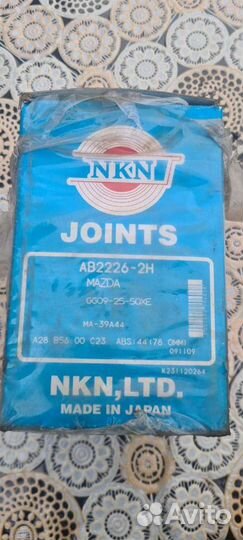 NKN
JOINTS
AB2226-2H
MAZDA
GG09-25-50XE
MA-39A44
A28 B56 00 C23 ABS:44(78.0MM)
091109
K231120264
NKN,LTD.
MADE IN JAPAN
Avito